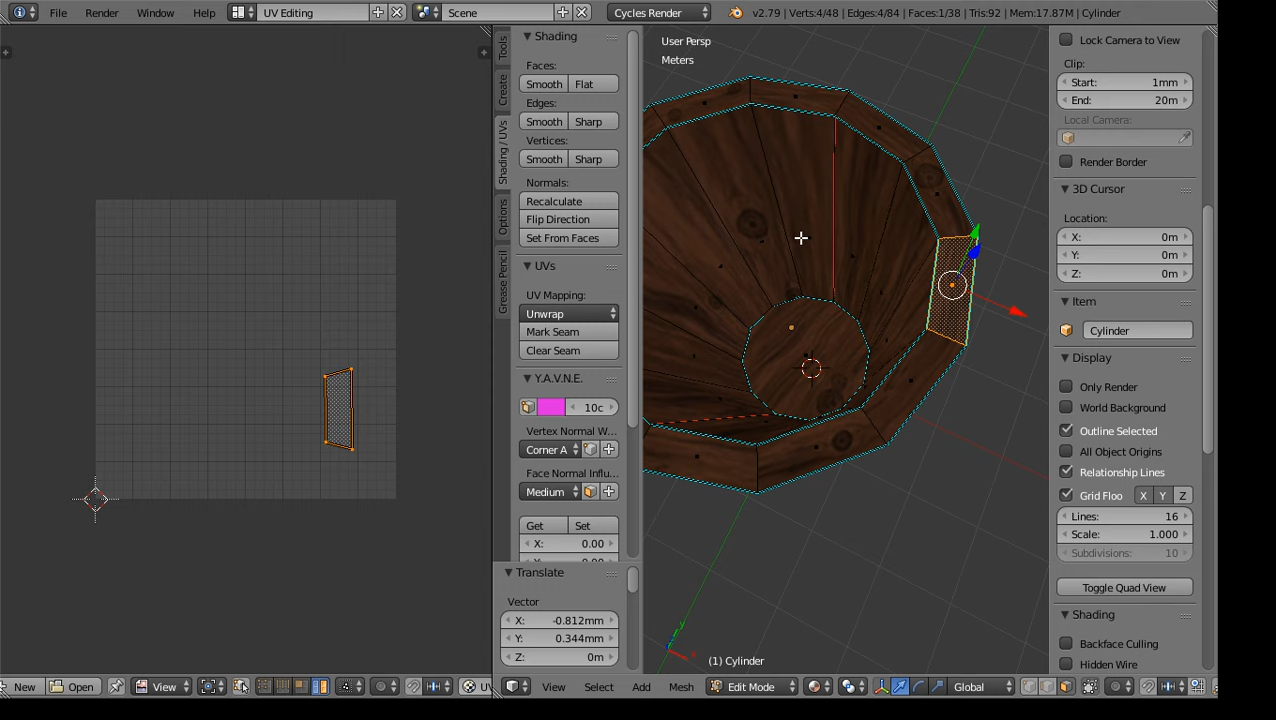 File Render Window Help UV Editing Scene Cycles Render v2.79 | Verts:4/48 | Edges:4/84 | Faces:1/38 | Tris:92 | Mem:17.87M | Cylinder
Tools
Create
Shading / UVs
Options
Grease Pencil
Shading
Faces:
Smooth Flat
Edges:
Smooth Sharp
Vertices:
Smooth Sharp
Normals:
Recalculate
Flip Direction
Set From Faces
UVs
UV Mapping:
Unwrap
Mark Seam
Clear Seam
Y.A.V.N.E.
10c
Vertex Normal W...
Corner A
Face Normal Influ...
Medium
Get Set
X: 0.00
Translate
Vector
X: -0.812mm
Y: 0.344mm
Z: 0m
User Persp
Meters
(1) Cylinder
Lock Camera to View
Clip:
Start: 1mm
End: 20m
Local Camera:
Render Border
3D Cursor
Location:
X: 0m
Y: 0m
Z: 0m
Item
Cylinder
Display
Only Render
World Background
Outline Selected
All Object Origins
Relationship Lines
Grid Floo X Y Z
Lines: 16
Scale: 1.000
Subdivisions: 10
Toggle Quad View
Shading
Backface Culling
Hidden Wire
New Open View UV
View Select Add Mesh Edit Mode Global